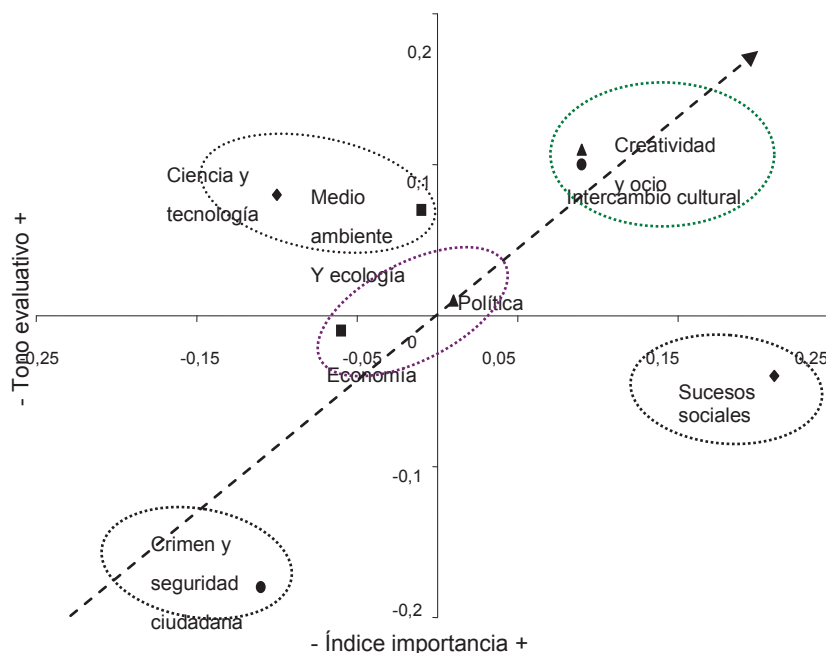 0,2
Creatividad
y ocio
Intercambio cultural
Ciencia y
tecnología
0,1
Medio
ambiente
Y ecología
- Tono evaluativo +
Política
-0,25
-0,15
-0,05
0
0,05
0,15
0,25
Economía
Sucesos
sociales
-0,1
Crimen y
seguridad
ciudadana
-0,2
- Índice importancia +